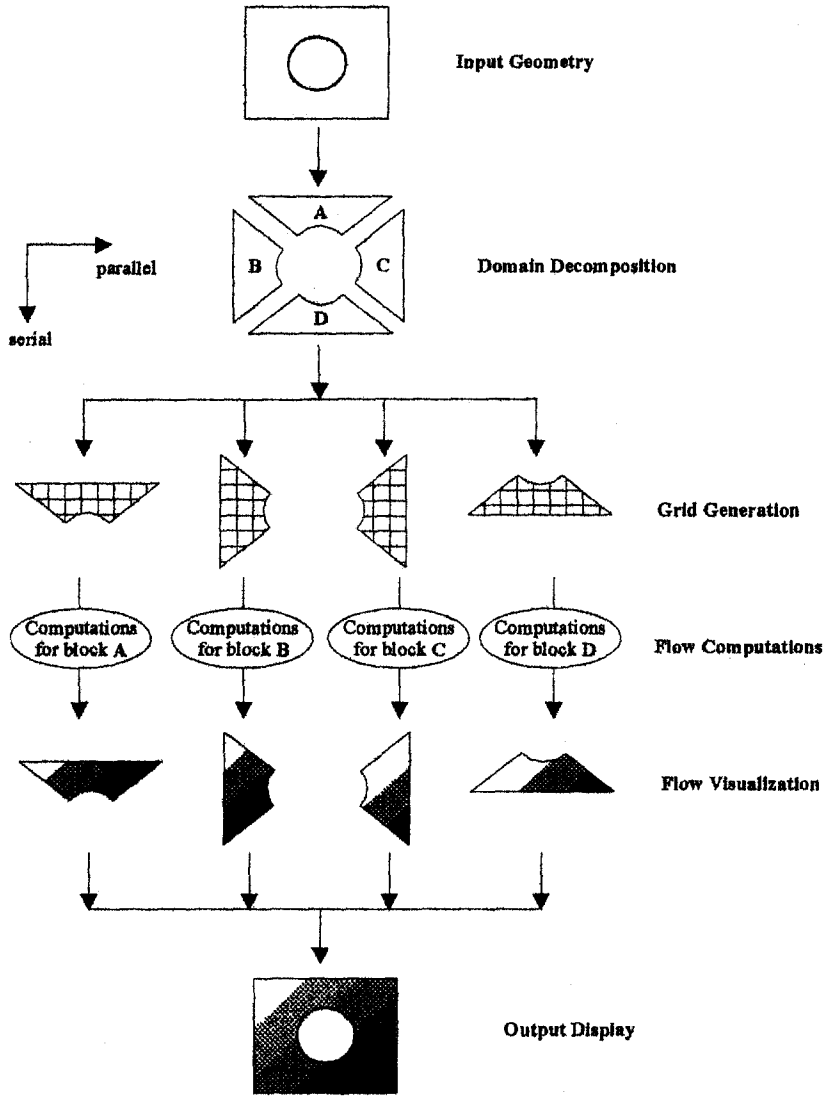 Input Geometry
A
B
C
D
Domain Decomposition
parallel
serial
Grid Generation
Computations
for block A
Computations
for block B
Computations
for block C
Computations
for block D
Flow Computations
Flow Visualization
Output Display